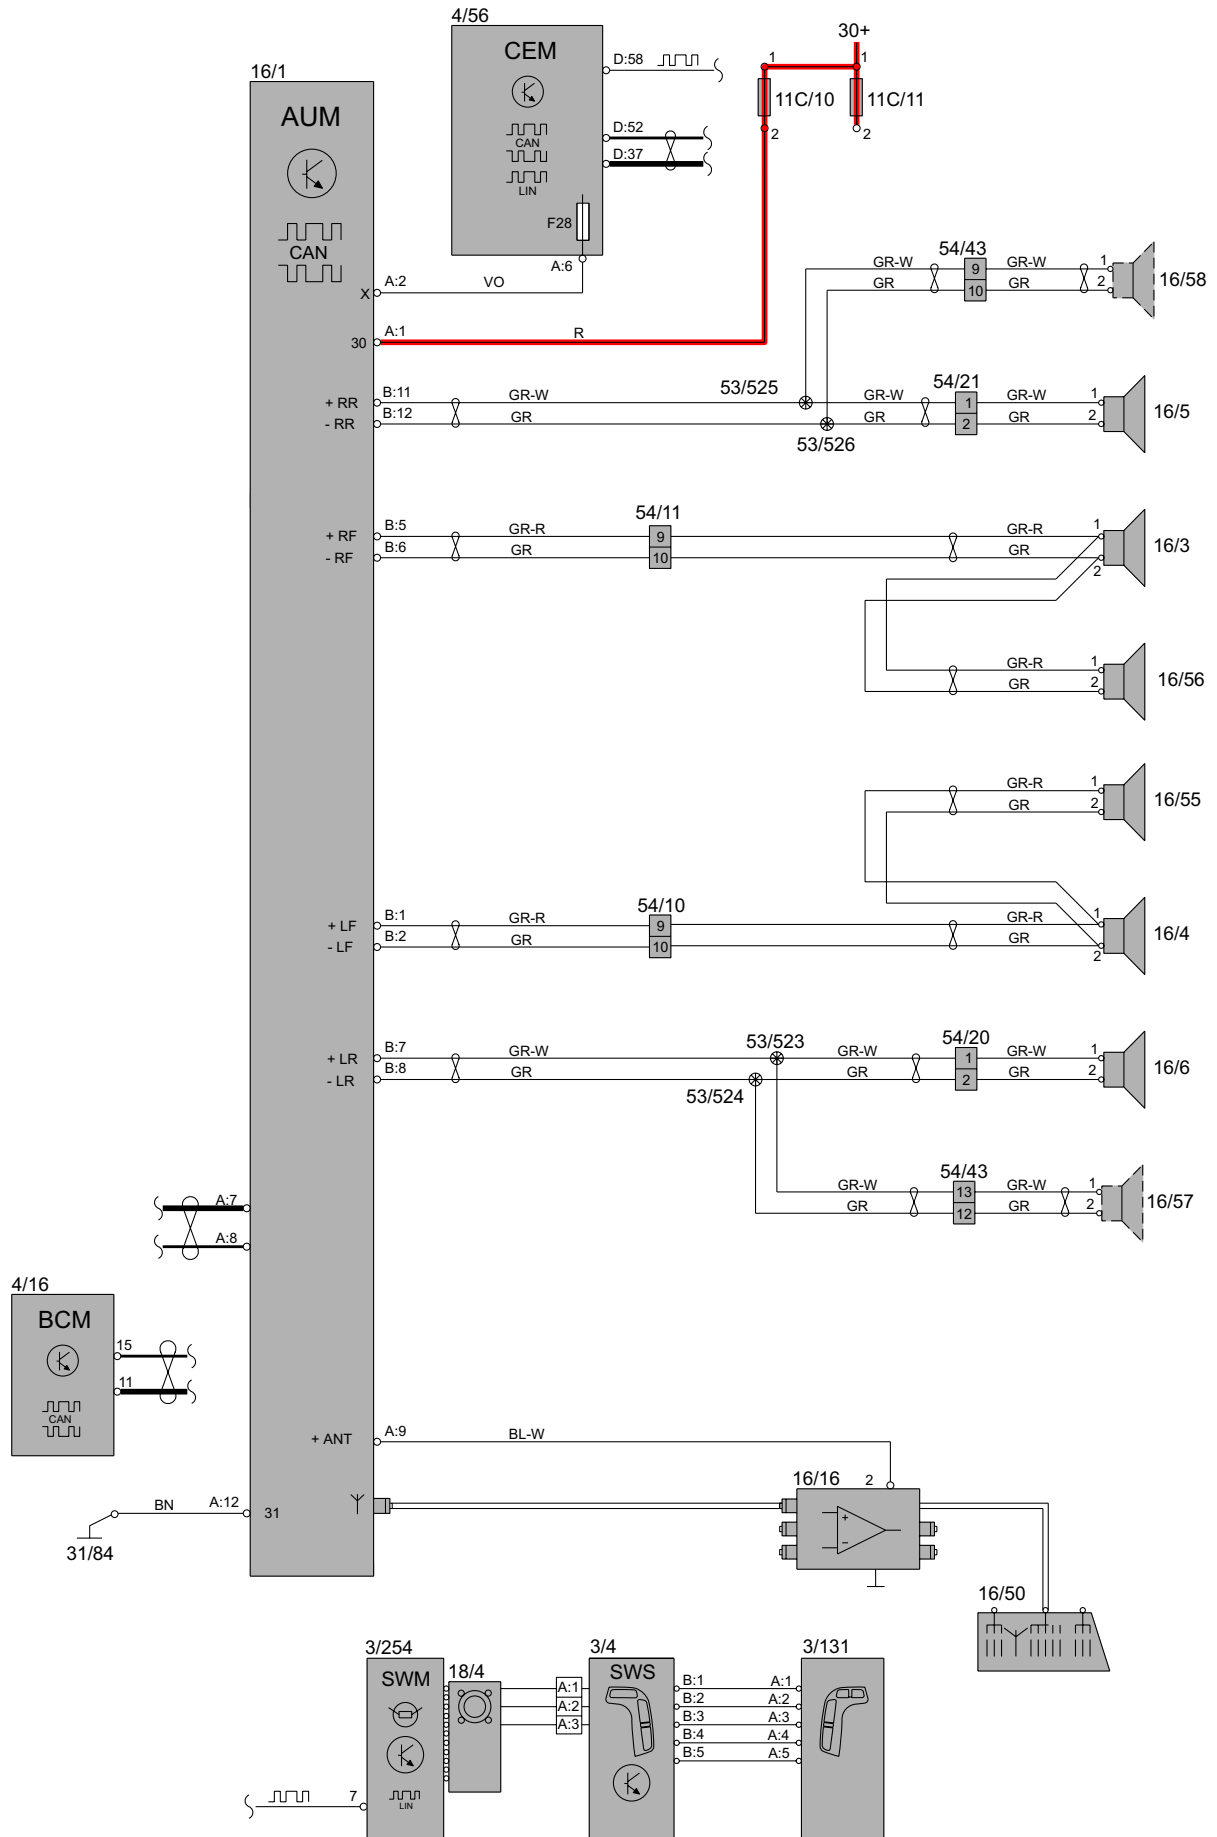 4/56
CEM
D:58
30+
1
1
11C/10
11C/11
2
2
16/1
AUM
CAN
D:52
CAN
D:37
LIN
F28
A:6
X
A:2
VO
30
A:1
R
54/43
GR-W
9
GR-W
1
16/58
GR
10
GR
2
+ RR
B:11
GR-W
53/525
GR-W
54/21
1
GR-W
1
16/5
- RR
B:12
GR
53/526
GR
2
GR
2
+ RF
B:5
GR-R
54/11
9
GR-R
1
16/3
- RF
B:6
GR
10
GR
2
GR-R
1
16/56
GR
2
GR-R
1
16/55
GR
2
+ LF
B:1
GR-R
54/10
9
GR-R
1
16/4
- LF
B:2
GR
10
GR
2
+ LR
B:7
GR-W
53/523
GR-W
54/20
1
GR-W
1
16/6
- LR
B:8
GR
53/524
GR
2
GR
2
54/43
GR-W
13
GR-W
1
16/57
GR
12
GR
2
A:7
A:8
4/16
BCM
15
11
CAN
+ ANT
A:9
BL-W
16/16
2
+
−
BN
A:12
31
31/84
16/50
3/254
SWM
LIN
7
18/4
A:1
A:2
A:3
3/4
SWS
B:1
B:2
B:3
B:4
B:5
3/131
A:1
A:2
A:3
A:4
A:5